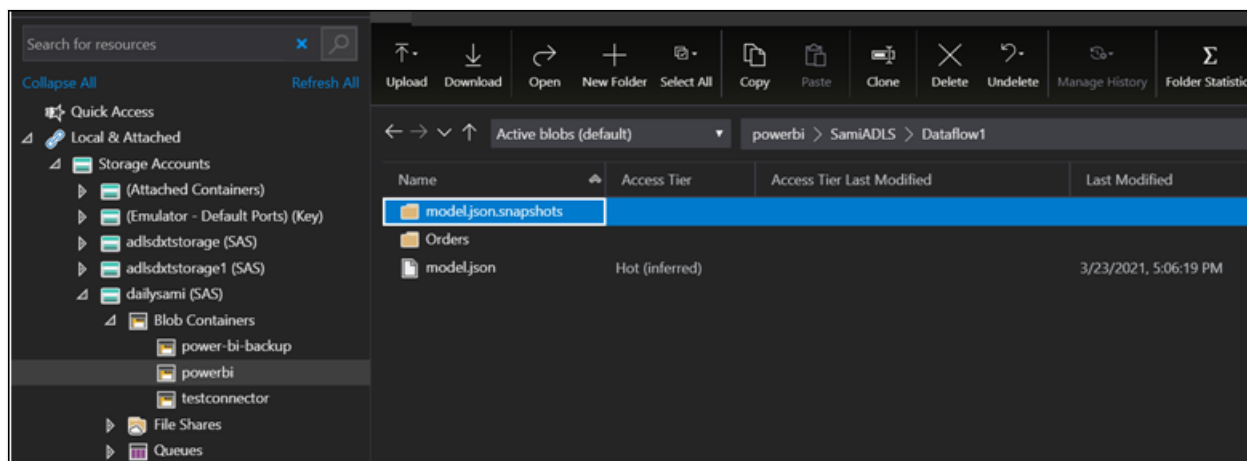 Search for resources
Collapse All Refresh All
Quick Access
Local & Attached
Storage Accounts
(Attached Containers)
(Emulator - Default Ports) (Key)
adlsdxtstorage (SAS)
adlsdxtstorage1 (SAS)
dailysami (SAS)
Blob Containers
power-bi-backup
powerbi
testconnector
File Shares
Queues
Upload Download Open New Folder Select All Copy Paste Clone Delete Undelete Manage History Folder Statistic
Active blobs (default) powerbi > SamiADLS > Dataflow1
Name Access Tier Access Tier Last Modified Last Modified
model.json.snapshots
Orders
model.json Hot (inferred) 3/23/2021, 5:06:19 PM